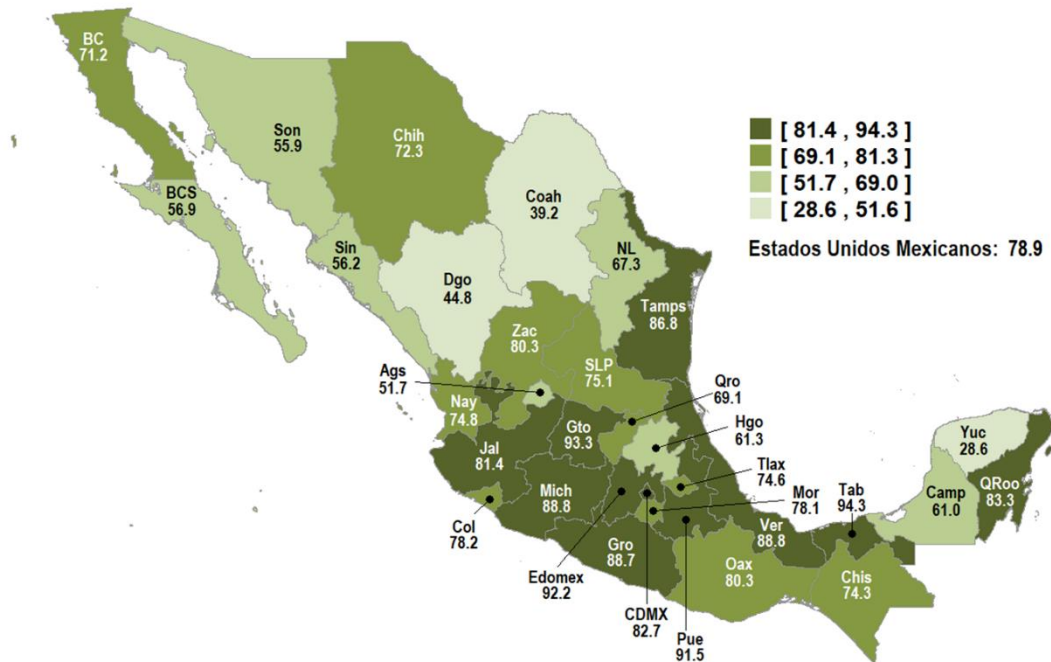 BC
71.2
Son
55.9
Chih
72.3
[ 81.4 , 94.3 ]
[ 69.1 , 81.3 ]
[ 51.7 , 69.0 ]
[ 28.6 , 51.6 ]
Estados Unidos Mexicanos: 78.9
BCS
56.9
Coah
39.2
Sin
56.2
NL
67.3
Dgo
44.8
Tamps
86.8
Zac
80.3
SLP
75.1
Ags
51.7
Qro
69.1
Nay
74.8
Gto
93.3
Hgo
61.3
Yuc
28.6
Jal
81.4
Tlax
74.6
QRoo
83.3
Mich
88.8
Mor
78.1
Tab
94.3
Camp
61.0
Col
78.2
Ver
88.8
Gro
88.7
Oax
80.3
Chis
74.3
Edomex
92.2
CDMX
82.7
Pue
91.5